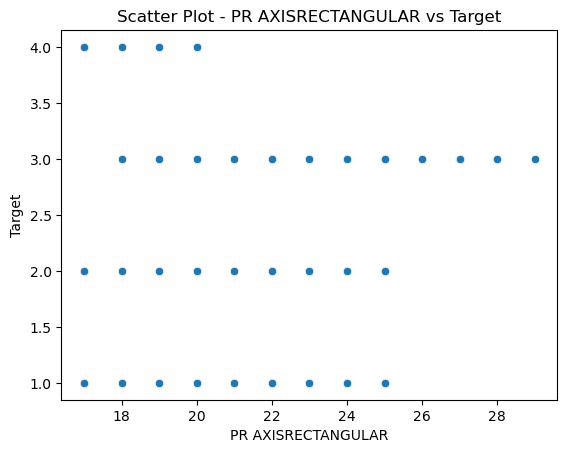 Scatter Plot - PR AXISRECTANGULAR vs Target
4.0
3.5
3.0
2.5
2.0
1.5
1.0
Target
18 20 22 24 26 28
PR AXISRECTANGULAR